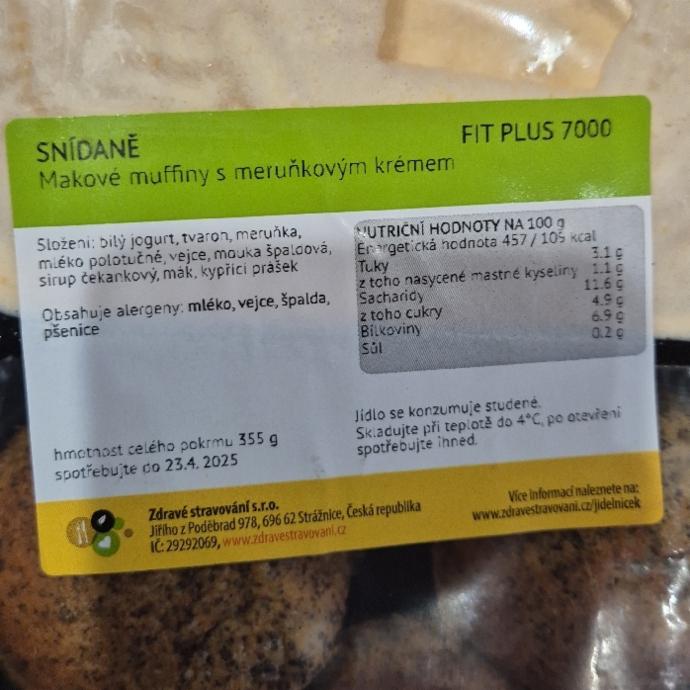 SNÍDANĚ
FIT PLUS 7000
Makové muffiny s meruňkovým krémem
Složení: bílý jogurt, tvaroh, meruňka,
mléko polotučné, vejce, mouka špaldová,
sirup čekankový, mák, kypřicí prášek
Obsahuje alergeny: mléko, vejce, špalda,
pšenice
hmotnost celého pokrmu 355 g
spotřebujte do 23.4. 2025
NUTRIČNÍ HODNOTY NA 100 g
Energetická hodnota 457 / 109 kcal
Tuky 3.1 g
z toho nasycené mastné kyseliny 1.1 g
Sacharidy 11.6 g
z toho cukry 4.9 g
Bílkoviny 6.9 g
Sůl 0.2 g
Jídlo se konzumuje studené.
Skladujte při teplotě do 4°C, po otevření
spotřebujte ihned.
Zdravé stravování s.r.o.
Jiřího z Poděbrad 978, 696 62 Strážnice, Česká republika
IČ: 29292069, www.zdravestravovani.cz
Více informací naleznete na:
www.zdravestravovani.cz/jidelnicek